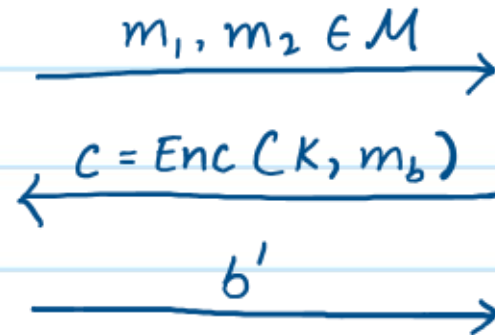 m₁, m₂ ∈ M
C = Enc (K, m_b)
b'